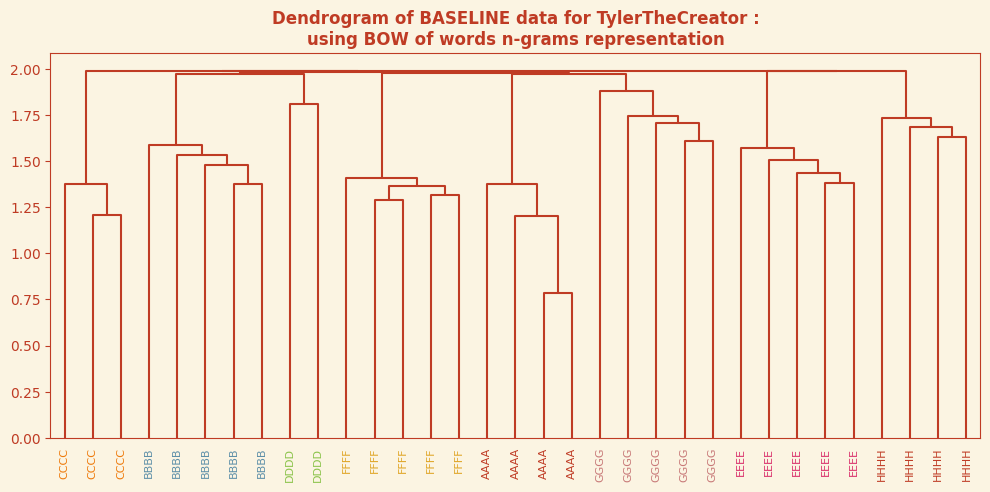 Dendrogram of BASELINE data for TylerTheCreator :
using BOW of words n-grams representation
2.00
1.75
1.50
1.25
1.00
0.75
0.50
0.25
0.00
CCCC
CCCC
CCCC
BBBB
BBBB
BBBB
BBBB
BBBB
DDDD
DDDD
FFFF
FFFF
FFFF
FFFF
FFFF
AAAA
AAAA
AAAA
AAAA
GGGG
GGGG
GGGG
GGGG
GGGG
EEEE
EEEE
EEEE
EEEE
EEEE
HHHH
HHHH
HHHH
HHHH